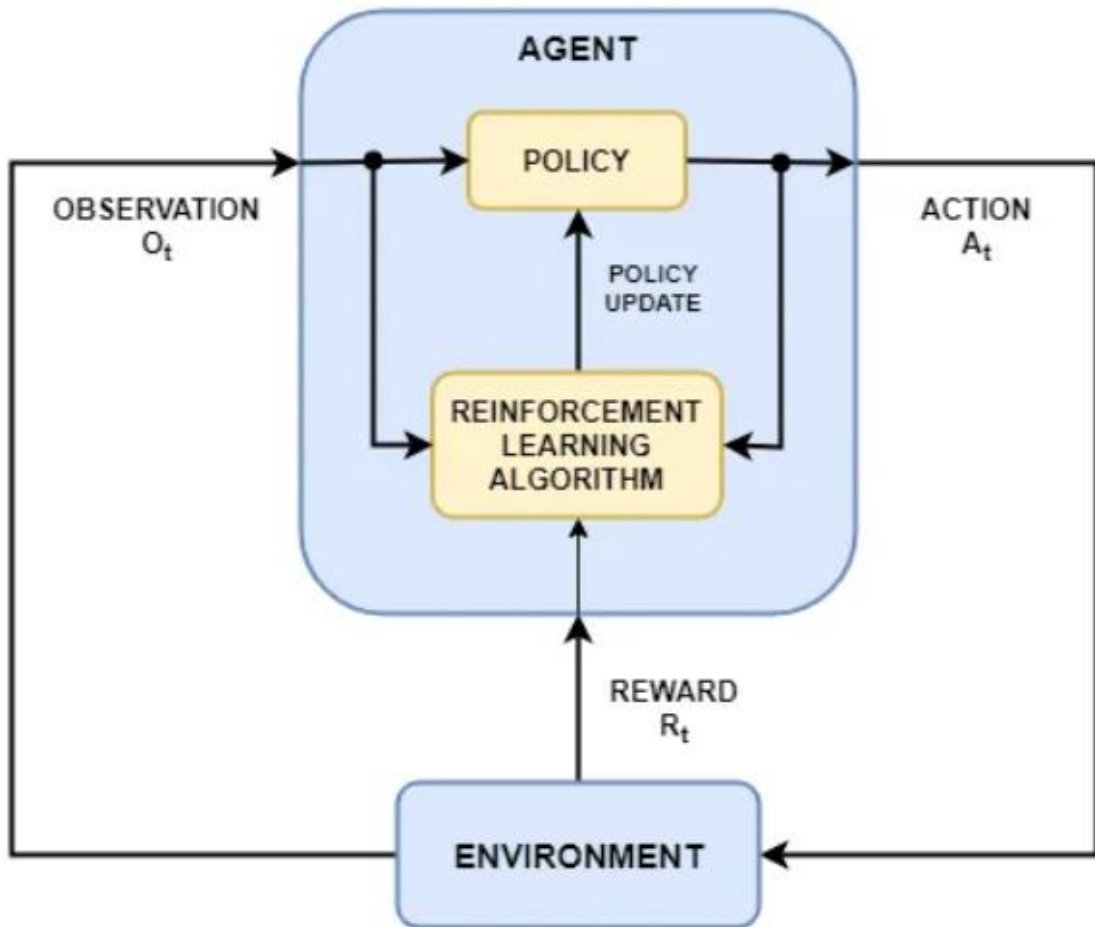 AGENT
POLICY
OBSERVATION
Oₜ
ACTION
Aₜ
POLICY
UPDATE
REINFORCEMENT
LEARNING
ALGORITHM
REWARD
Rₜ
ENVIRONMENT